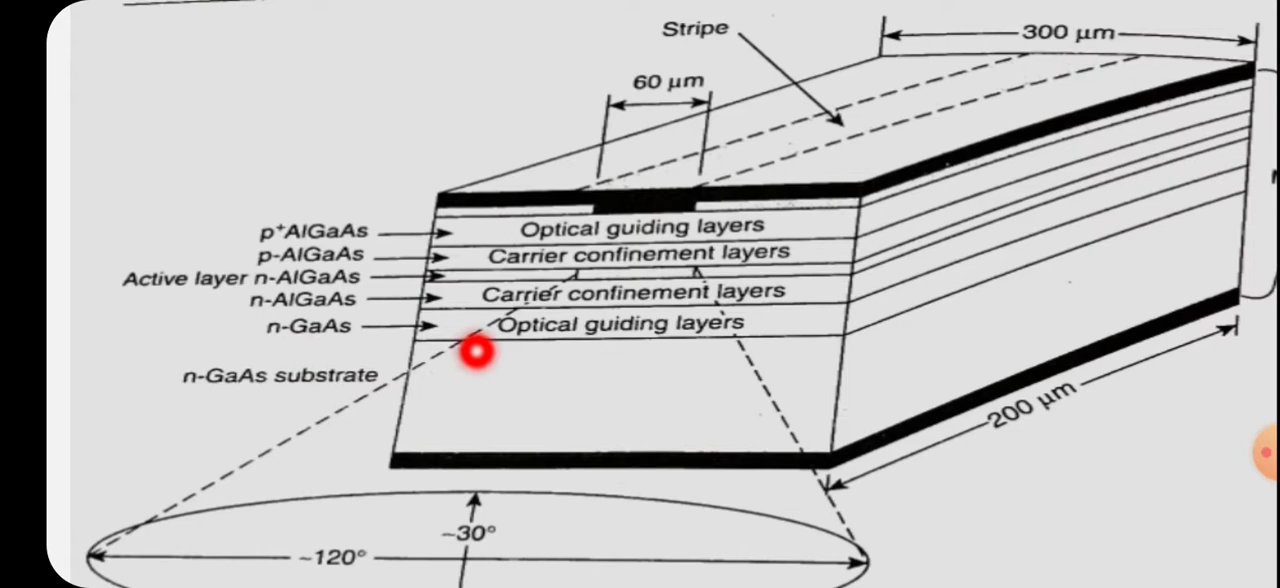 Stripe
300 µm
60 µm
p⁺AlGaAs
Optical guiding layers
p-AlGaAs
Carrier confinement layers
Active layer n-AlGaAs
n-AlGaAs
Carrier confinement layers
n-GaAs
Optical guiding layers
n-GaAs substrate
200 µm
~30°
~120°